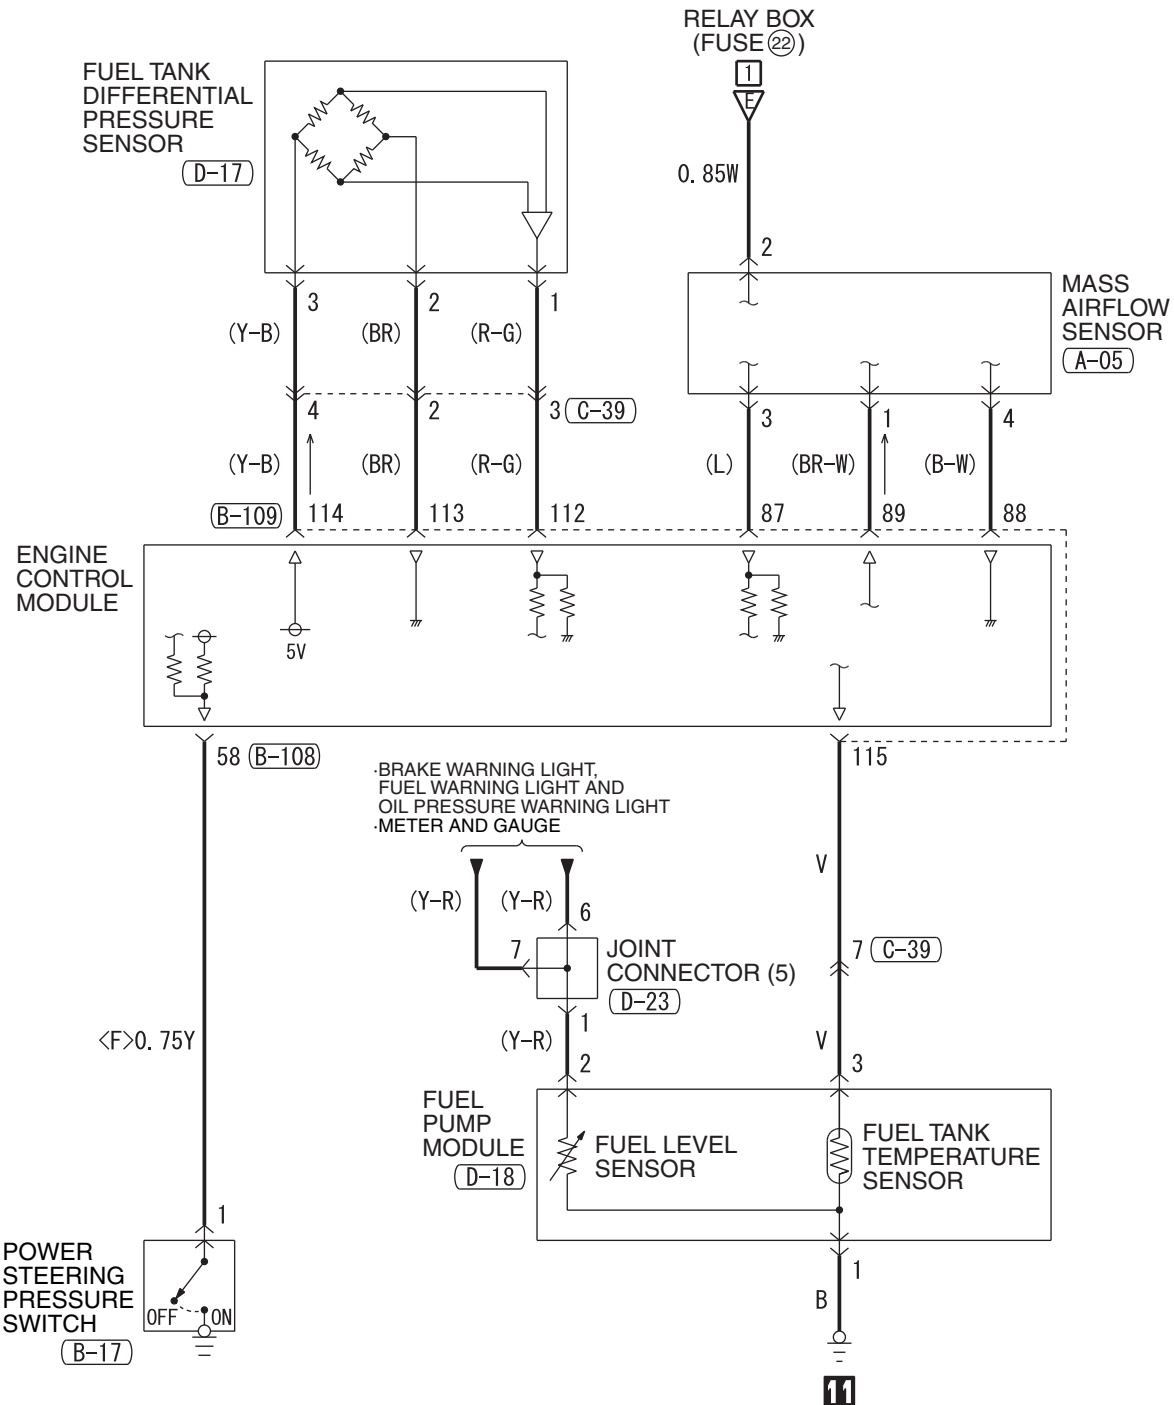 RELAY BOX
(FUSE 22)
1
E
0. 85W
2
FUEL TANK
DIFFERENTIAL
PRESSURE
SENSOR
D-17
3 2 1
(Y-B) (BR) (R-G)
4 2 3 C-39
(Y-B) (BR) (R-G)
MASS
AIRFLOW
SENSOR
A-05
3 1 4
(L) (BR-W) (B-W)
B-109 114 113 112 87 89 88
ENGINE
CONTROL
MODULE
5V
58 B-108
115
·BRAKE WARNING LIGHT,
FUEL WARNING LIGHT AND
OIL PRESSURE WARNING LIGHT
·METER AND GAUGE
(Y-R) (Y-R)
6
7
JOINT
CONNECTOR (5)
D-23
1
(Y-R)
2
V
7 C-39
V
3
<F>0. 75Y
FUEL
PUMP
MODULE
D-18
FUEL LEVEL
SENSOR
FUEL TANK
TEMPERATURE
SENSOR
1
B
11
1
POWER
STEERING
PRESSURE
SWITCH
B-17
OFF ON